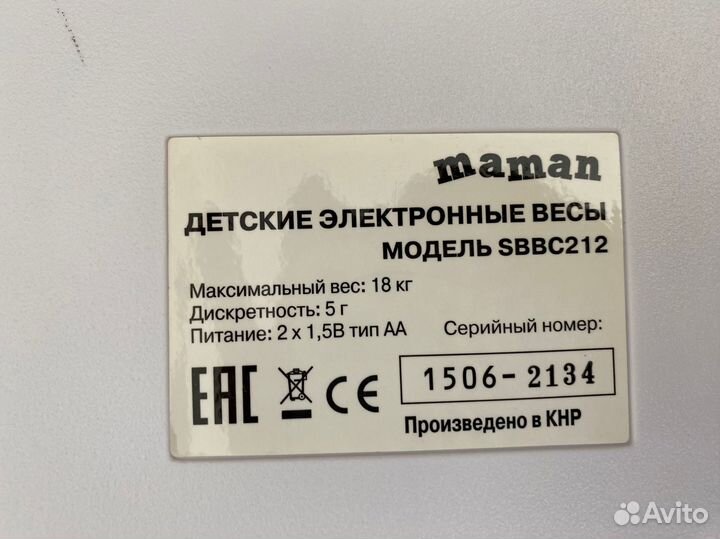 maman
ДЕТСКИЕ ЭЛЕКТРОННЫЕ ВЕСЫ
МОДЕЛЬ SBBC212
Максимальный вес: 18 кг
Дискретность: 5 г
Питание: 2 x 1,5В тип АА
Серийный номер:
1506-2134
EAC CE
Произведено в КНР
Avito